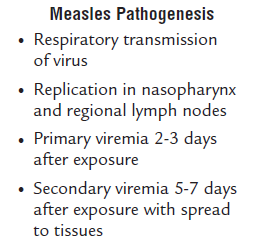 Measles Pathogenesis
• Respiratory transmission
of virus
• Replication in nasopharynx
and regional lymph nodes
• Primary viremia 2-3 days
after exposure
• Secondary viremia 5-7 days
after exposure with spread
to tissues